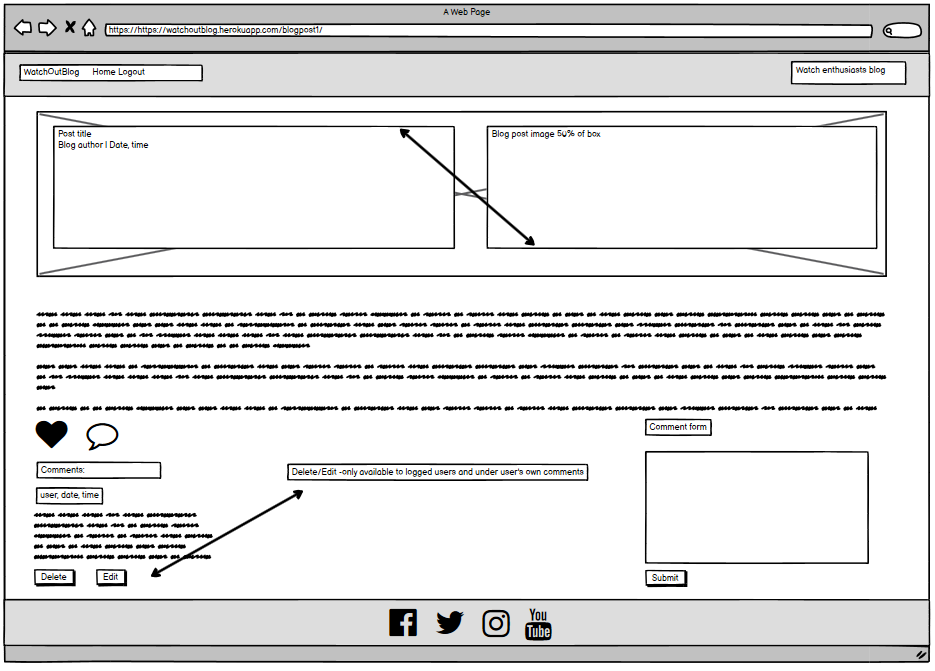 A Web Page
https://https://watchoutblog.herokuapp.com/blogpost1/
WatchOutBlog Home Logout
Watch enthusiasts blog
Post title
Blog author | Date, time
Blog post image 50% of box
Comment form
Comments:
Delete/Edit -only available to logged users and under user's own comments
user, date, time
Delete
Edit
Submit
You
Tube